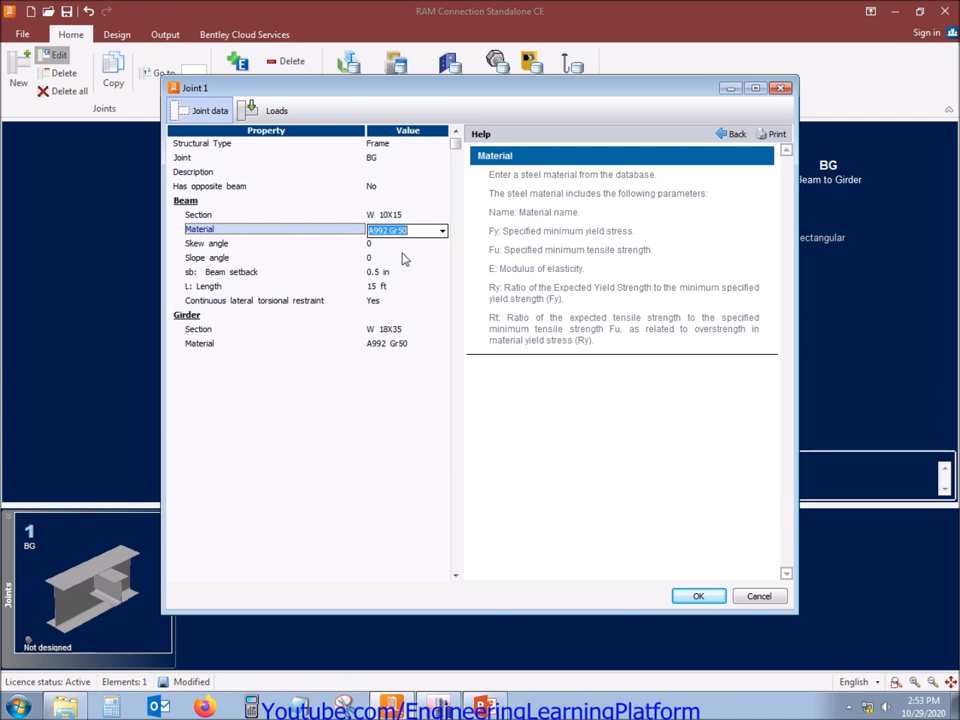 RAM Connection Standalone CE
File Home Design Output Bentley Cloud Services Sign in
New Edit Delete Delete all Copy Go to Delete
Joints
Joint 1
Joint data Loads
Property Value
Structural Type Frame
Joint BG
Description
Has opposite beam No
Beam
Section W 10X15
Material A992 Gr50
Skew angle 0
Slope angle 0
sb: Beam setback 0.5 in
L: Length 15 ft
Continuous lateral torsional restraint Yes
Girder
Section W 18X35
Material A992 Gr50
Help Back Print
Material
Enter a steel material from the database.
The steel material includes the following parameters:
Name: Material name.
Fy: Specified minimum yield stress.
Fu: Specified minimum tensile strength.
E: Modulus of elasticity.
Ry: Ratio of the Expected Yield Strength to the minimum specified
yield strength (Fy).
Rt: Ratio of the expected tensile strength to the specified
minimum tensile strength Fu, as related to overstrength in
material yield stress (Ry).
OK Cancel
BG
Beam to Girder
ectangular
1
BG
Joints
Not designed
Licence status: Active Elements: 1 Modified English
2:53 PM
10/29/2020
Youtube.com/EngineeringLearningPlatform